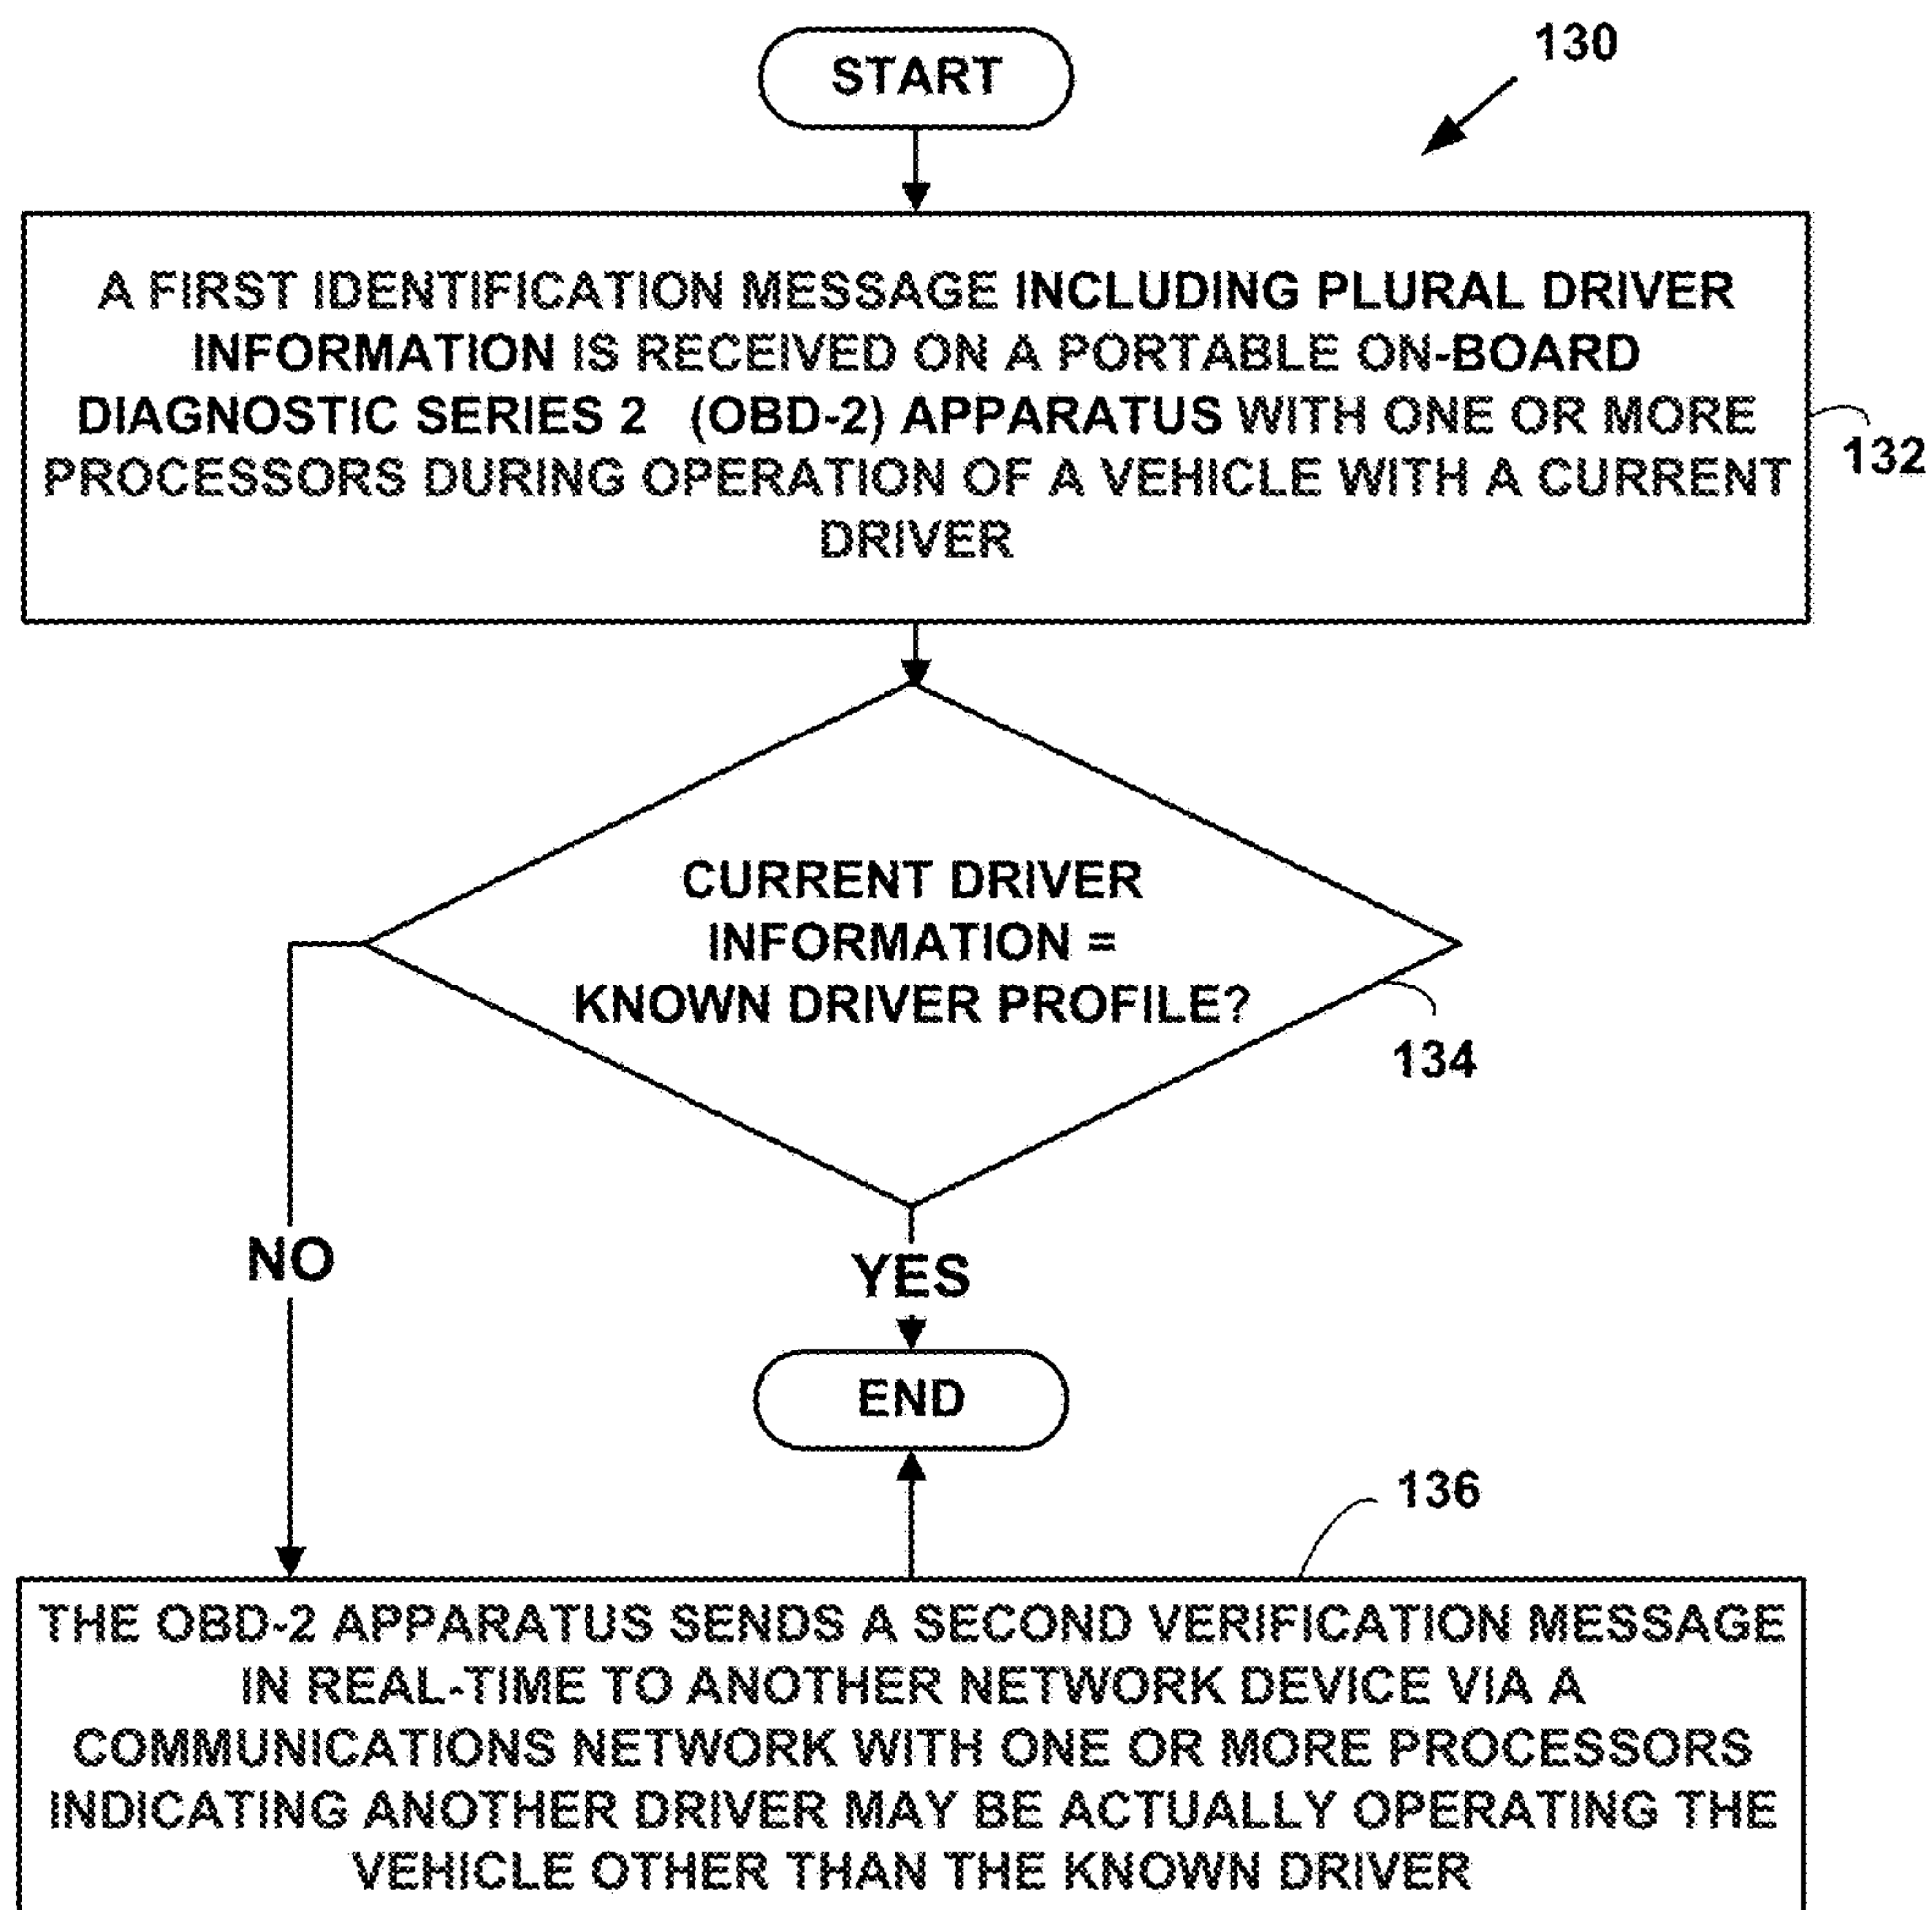 START
130
A FIRST IDENTIFICATION MESSAGE INCLUDING PLURAL DRIVER
INFORMATION IS RECEIVED ON A PORTABLE ON-BOARD
DIAGNOSTIC SERIES 2 (OBD-2) APPARATUS WITH ONE OR MORE
PROCESSORS DURING OPERATION OF A VEHICLE WITH A CURRENT
DRIVER
132
CURRENT DRIVER
INFORMATION =
KNOWN DRIVER PROFILE?
134
NO
YES
END
136
THE OBD-2 APPARATUS SENDS A SECOND VERIFICATION MESSAGE
IN REAL-TIME TO ANOTHER NETWORK DEVICE VIA A
COMMUNICATIONS NETWORK WITH ONE OR MORE PROCESSORS
INDICATING ANOTHER DRIVER MAY BE ACTUALLY OPERATING THE
VEHICLE OTHER THAN THE KNOWN DRIVER